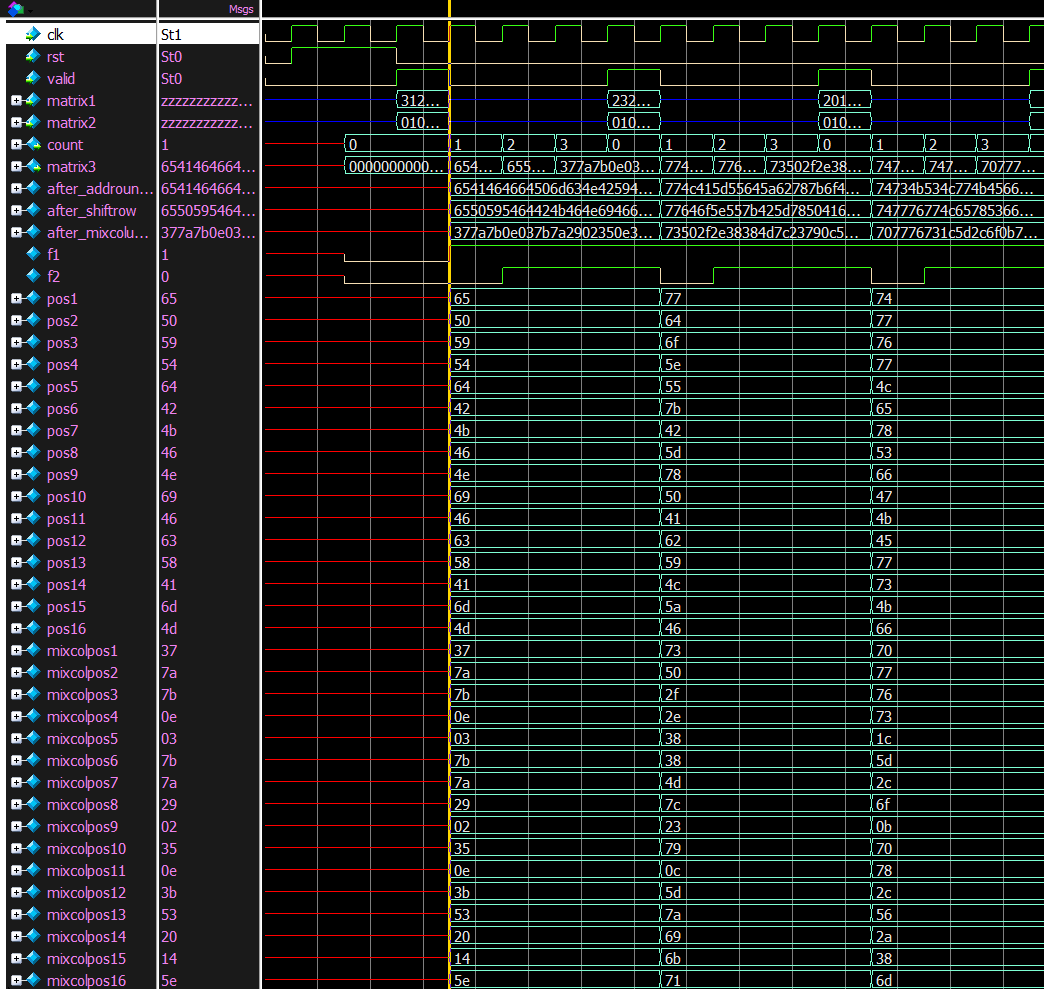 Msgs
clk St1
rst St0
valid St0
matrix1 zzzzzzzzzzzz... 312... 232... 201...
matrix2 zzzzzzzzzzzz... 010... 010... 010...
count 1 0 1 2 3 0 1 2 3 0 1 2 3
matrix3 6541464664... 0000000000... 654... 655... 377a7b0e03... 774... 776... 73502f2e38... 747... 747... 707777...
after_addroun... 6541464664... 6541464664506d634e42594... 774c415d55645a62787b6f4... 74734b534c774b4566...
after_shiftrow 6550595464... 6550595464424b464e69466... 77646f5e557b425d7850416... 747776774c65785366...
after_mixcolu... 377a7b0e03... 377a7b0e037b7a2902350e3... 73502f2e38384d7c23790c5... 707776731c5d2c6f0b7...
f1 1
f2 0
pos1 65 65 77 74
pos2 50 50 64 77
pos3 59 59 6f 76
pos4 54 54 5e 77
pos5 64 64 55 4c
pos6 42 42 7b 65
pos7 4b 4b 42 78
pos8 46 46 5d 53
pos9 4e 4e 78 66
pos10 69 69 50 47
pos11 46 46 41 4b
pos12 63 63 62 45
pos13 58 58 59 77
pos14 41 41 4c 73
pos15 6d 6d 5a 4b
pos16 4d 4d 46 66
mixcolpos1 37 37 73 70
mixcolpos2 7a 7a 50 77
mixcolpos3 7b 7b 2f 76
mixcolpos4 0e 0e 2e 73
mixcolpos5 03 03 38 1c
mixcolpos6 7b 7b 38 5d
mixcolpos7 7a 7a 4d 2c
mixcolpos8 29 29 7c 6f
mixcolpos9 02 02 23 0b
mixcolpos10 35 35 79 70
mixcolpos11 0e 0e 0c 78
mixcolpos12 3b 3b 5d 2c
mixcolpos13 53 53 7a 56
mixcolpos14 20 20 69 2a
mixcolpos15 14 14 6b 38
mixcolpos16 5e 5e 71 6d